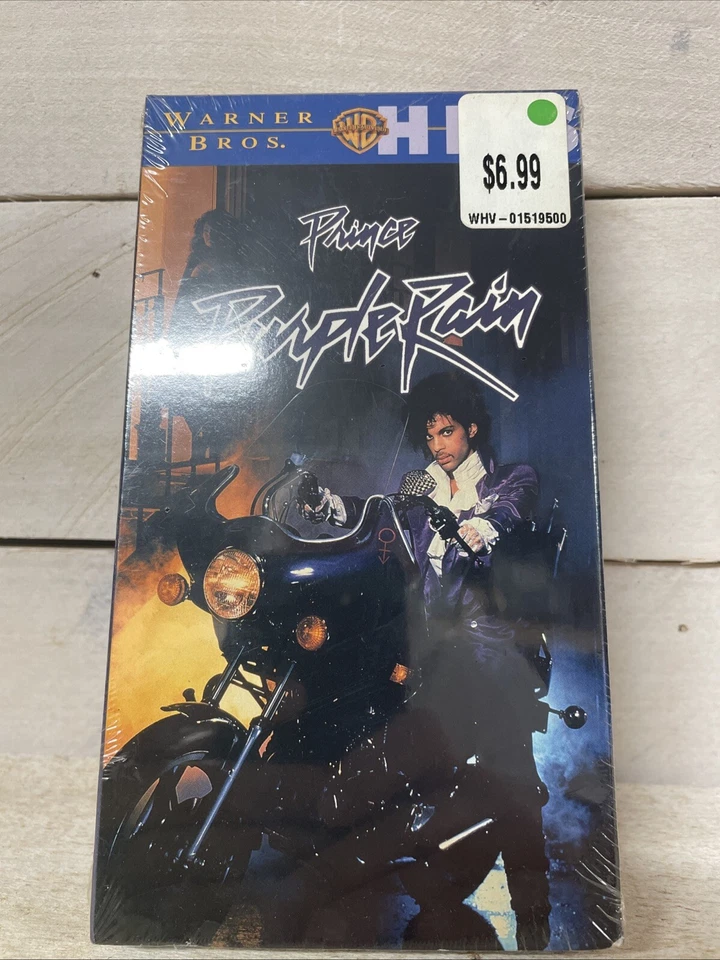 WARNER
BROS.
WB
H
S
$6.99
WHV-01519500
Prince
Purple Rain